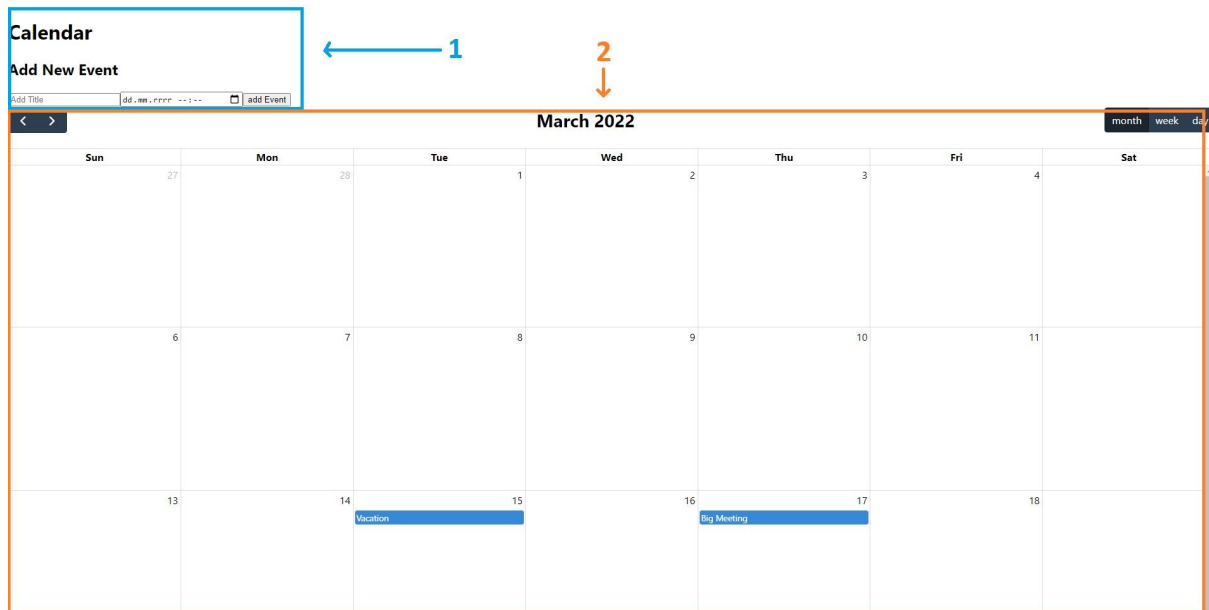 Calendar
1
2
Add New Event
Add Title dd.mm.rrrr --:-- add Event
< > March 2022 month week day
Sun Mon Tue Wed Thu Fri Sat
27 28 1 2 3 4
6 7 8 9 10 11
13 14 15 16 17 18
Vacation Big Meeting